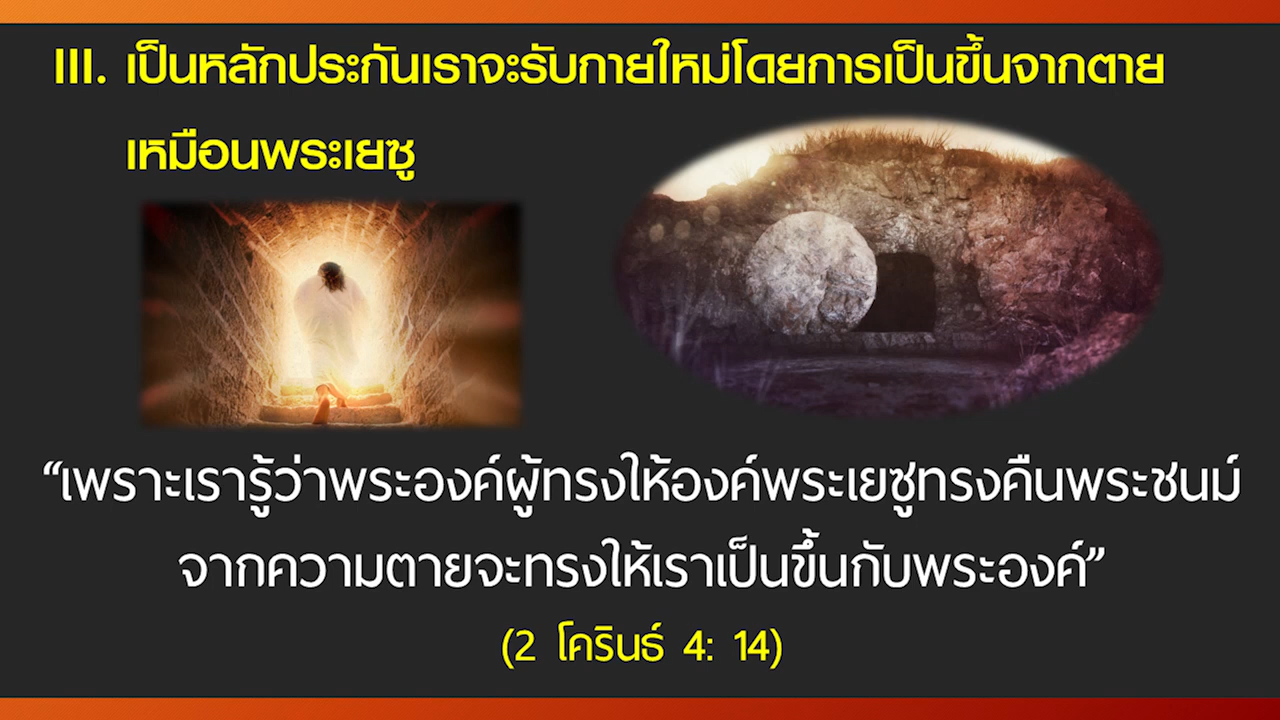 III. เป็นหลักประกันเราจะรับกายใหม่โดยการเป็นขึ้นจากตาย
เหมือนพระเยซู
“เพราะเรารู้ว่าพระองค์ผู้ทรงให้องค์พระเยซูทรงคืนพระชนม์
จากความตายจะทรงให้เราเป็นขึ้นกับพระองค์”
(2 โครินธ์ 4: 14)